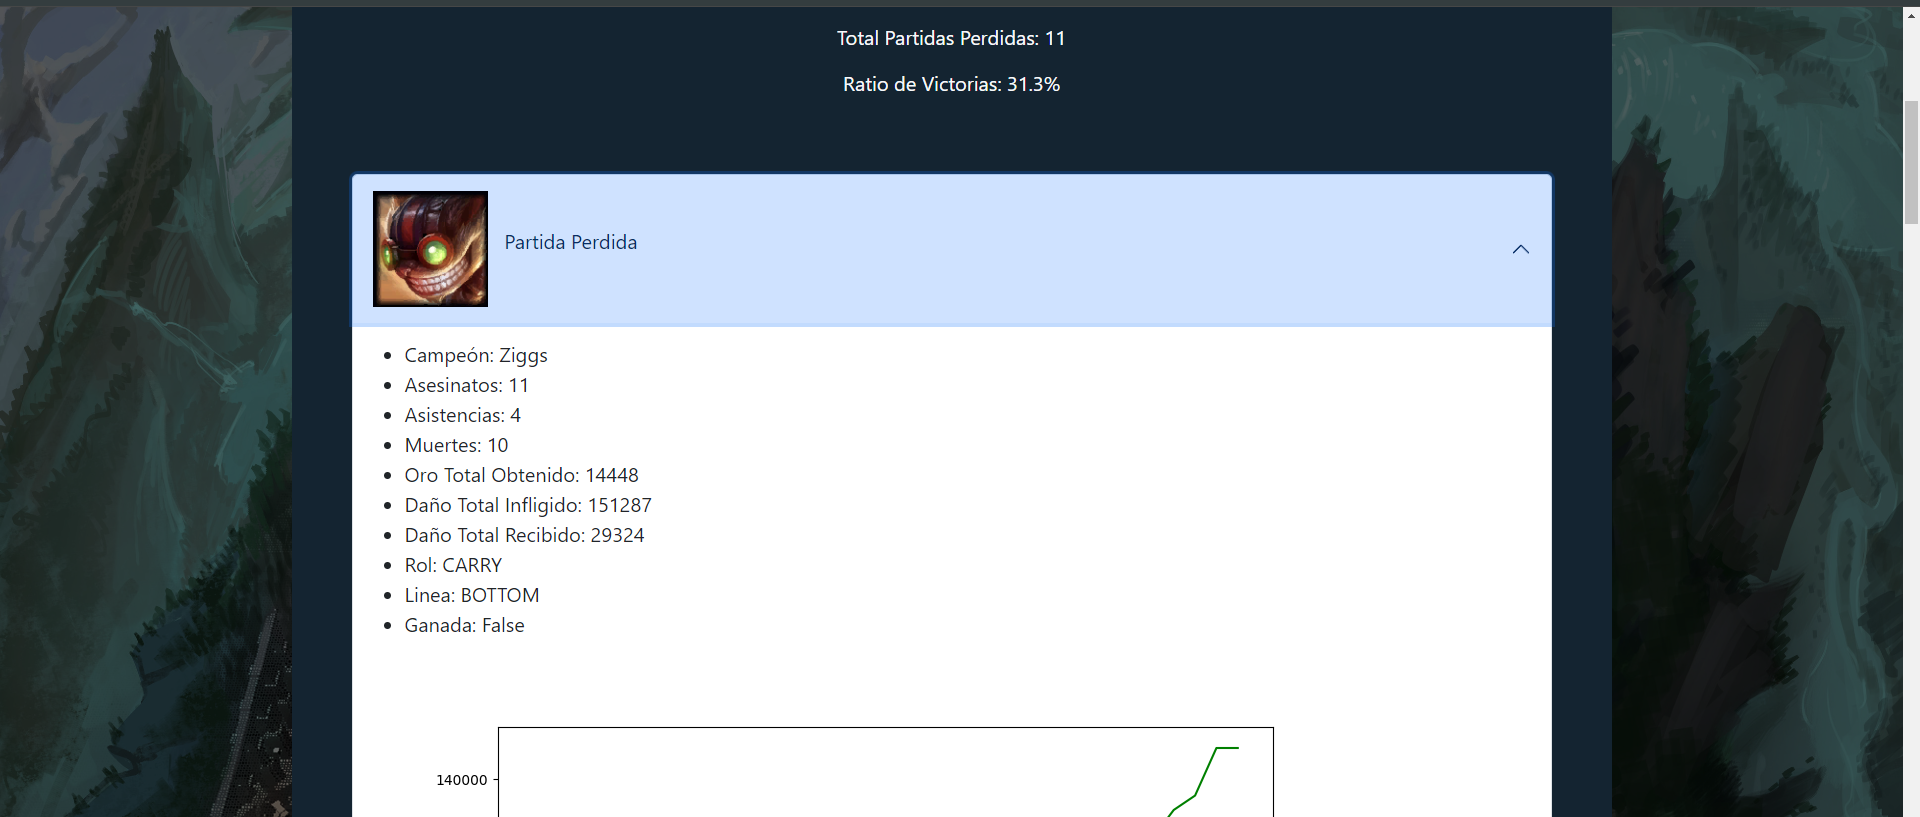 Total Partidas Perdidas: 11
Ratio de Victorias: 31.3%
Partida Perdida
Campeón: Ziggs
Asesinatos: 11
Asistencias: 4
Muertes: 10
Oro Total Obtenido: 14448
Daño Total Infligido: 151287
Daño Total Recibido: 29324
Rol: CARRY
Linea: BOTTOM
Ganada: False
140000